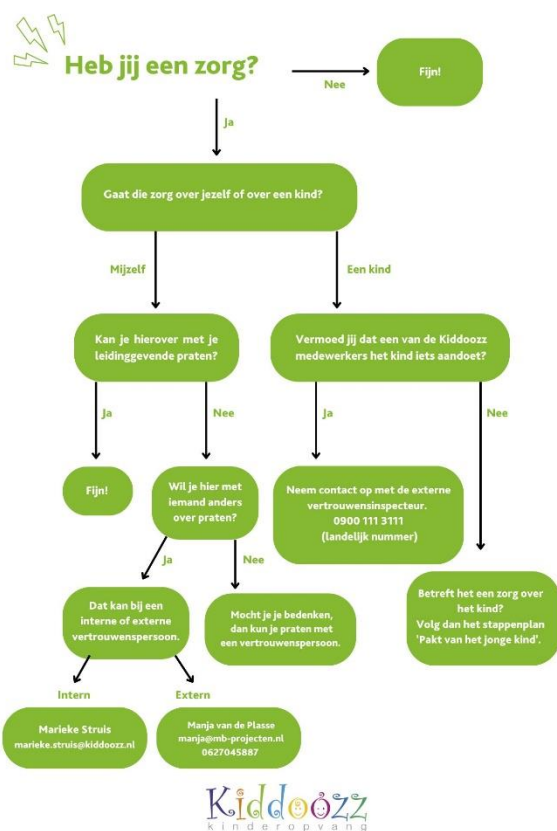 Heb jij een zorg?
Nee
Fijn!
Ja
Gaat die zorg over jezelf of over een kind?
Mijzelf
Een kind
Kan je hierover met je
leidinggevende praten?
Vermoed jij dat een van de Kiddoozz
medewerkers het kind iets aandoet?
Ja
Nee
Ja
Nee
Fijn!
Wil je hier met
iemand anders
over praten?
Neem contact op met de externe
vertrouwensinspecteur.
0900 111 3111
(landelijk nummer)
Ja
Nee
Dat kan bij een
interne of externe
vertrouwenspersoon.
Mocht je je bedenken,
dan kun je praten met
een vertrouwenspersoon.
Betreft het een zorg over
het kind?
Volg dan het stappenplan
'Pakt van het jonge kind'.
Intern
Extern
Marieke Struis
marieke.struis@kiddoozz.nl
Manja van de Plasse
manja@mb-projecten.nl
0627045887
Kiddoozz
kinderopvang